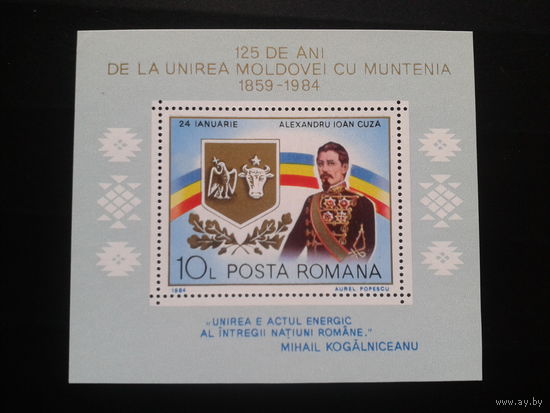 125 DE ANI
DE LA UNIREA MOLDOVEI CU MUNTENIA
1859-1984
24 IANUARIE ALEXANDRU IOAN CUZA
10L POSTA ROMANA
1984 AUREL POPESCU
„UNIREA E ACTUL ENERGIC
AL ÎNTREGII NAȚIUNI ROMÂNE."
MIHAIL KOGĂLNICEANU
www.ay.by